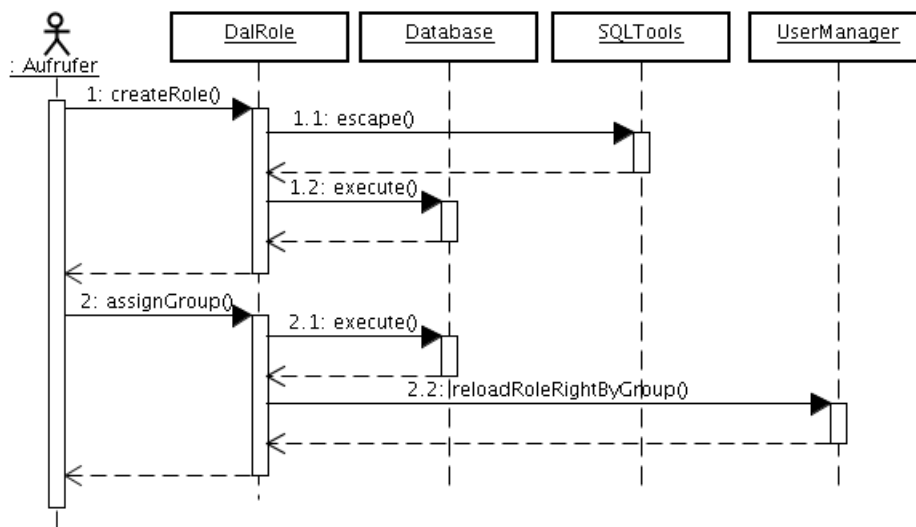 DalRole
Database
SQLTools
UserManager
: Aufrufer
1: createRole()
1.1: escape()
1.2: execute()
2: assignGroup()
2.1: execute()
2.2: reloadRoleRightByGroup()